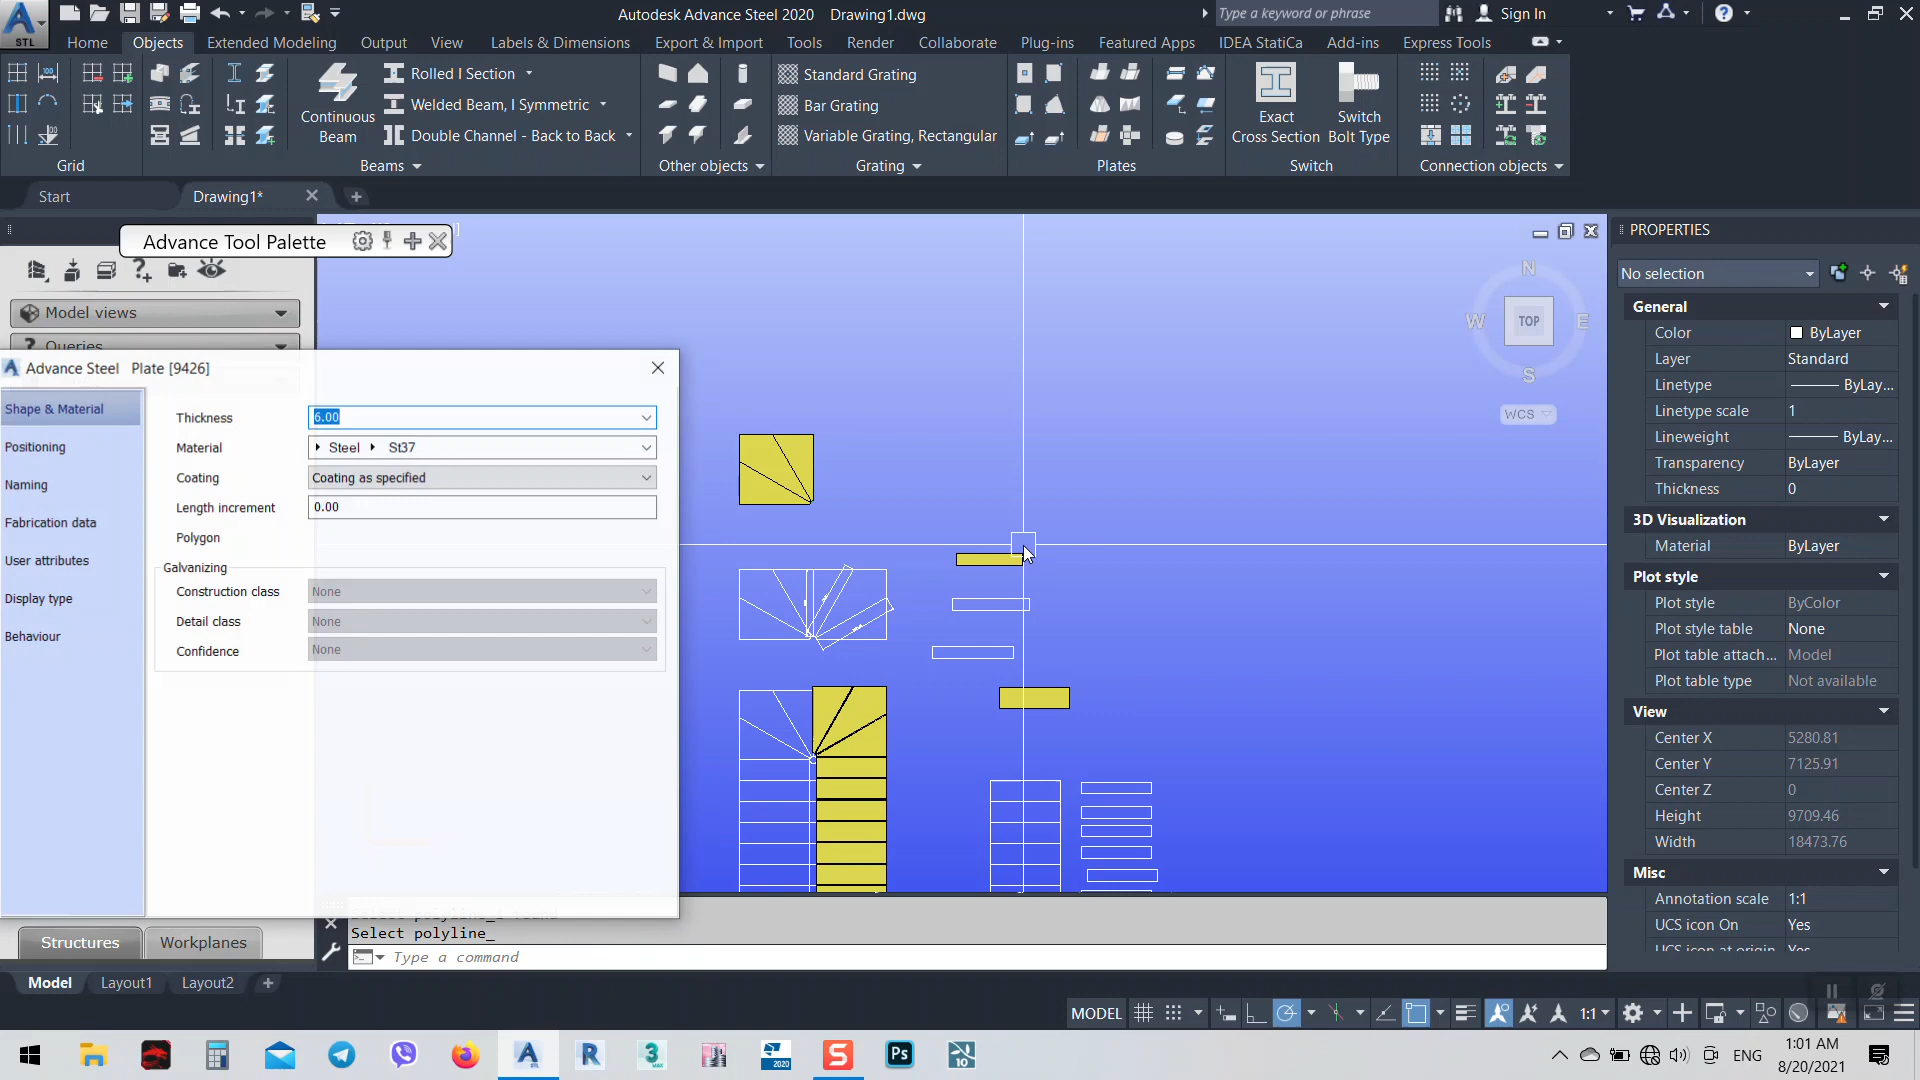 Autodesk Advance Steel 2020 Drawing1.dwg
Type a keyword or phrase
Sign In
STL
Home Objects Extended Modeling Output View Labels & Dimensions Export & Import Tools Render Collaborate Plug-ins Featured Apps IDEA StatiCa Add-ins Express Tools
Continuous Beam
Rolled I Section
Welded Beam, I Symmetric
Double Channel - Back to Back
Standard Grating
Bar Grating
Variable Grating, Rectangular
Exact Cross Section
Switch Bolt Type
Grid Beams Other objects Grating Plates Switch Connection objects
Start Drawing1*
Advance Tool Palette
Model views
Queries
Advance Steel Plate [9426]
Shape & Material
Positioning
Naming
Fabrication data
User attributes
Display type
Behaviour
Thickness 6.00
Material Steel St37
Coating Coating as specified
Length increment 0.00
Polygon
Galvanizing
Construction class None
Detail class None
Confidence None
N
W TOP E
S
WCS
PROPERTIES
No selection
General
Color ByLayer
Layer Standard
Linetype ByLay...
Linetype scale 1
Lineweight ByLay...
Transparency ByLayer
Thickness 0
3D Visualization
Material ByLayer
Plot style
Plot style ByColor
Plot style table None
Plot table attach... Model
Plot table type Not available
View
Center X 5280.81
Center Y 7125.91
Center Z 0
Height 9709.46
Width 18473.76
Misc
Annotation scale 1:1
UCS icon On Yes
UCS icon at origin Yes
Select polyline_
Type a command
Structures Workplanes
Model Layout1 Layout2
MODEL 1:1
ENG
1:01 AM
8/20/2021